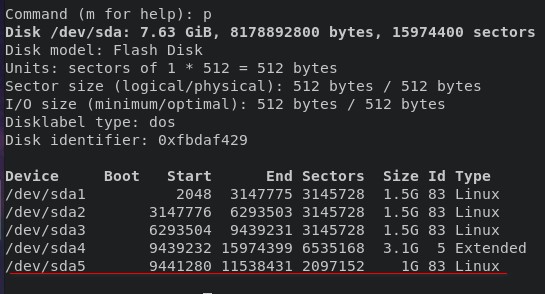 Command (m for help): p
Disk /dev/sda: 7.63 GiB, 8178892800 bytes, 15974400 sectors
Disk model: Flash Disk
Units: sectors of 1 * 512 = 512 bytes
Sector size (logical/physical): 512 bytes / 512 bytes
I/O size (minimum/optimal): 512 bytes / 512 bytes
Disklabel type: dos
Disk identifier: 0xfbdaf429
Device     Boot   Start      End Sectors  Size Id Type
/dev/sda1          2048  3147775 3145728  1.5G 83 Linux
/dev/sda2       3147776  6293503 3145728  1.5G 83 Linux
/dev/sda3       6293504  9439231 3145728  1.5G 83 Linux
/dev/sda4       9439232 15974399 6535168  3.1G  5 Extended
/dev/sda5       9441280 11538431 2097152    1G 83 Linux